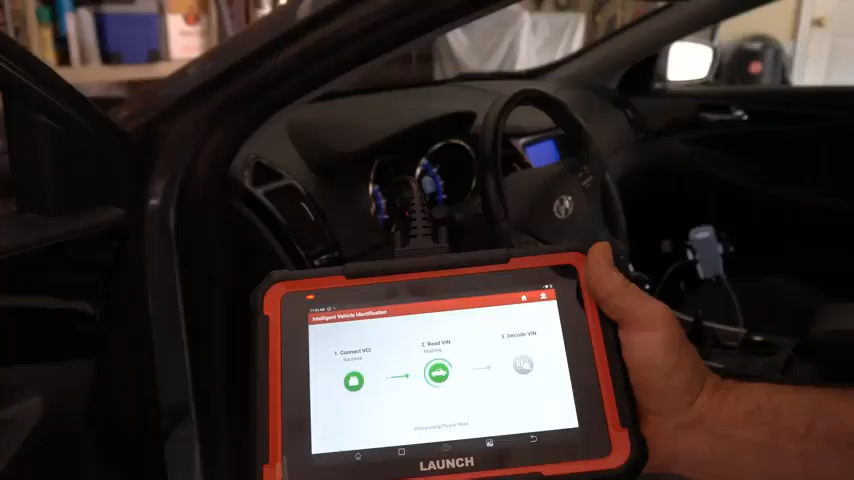 Intelligent Vehicle Identification
1. Connect VCI
Success
2. Read VIN
Reading
3. Decode VIN
Processing,Please Wait
LAUNCH